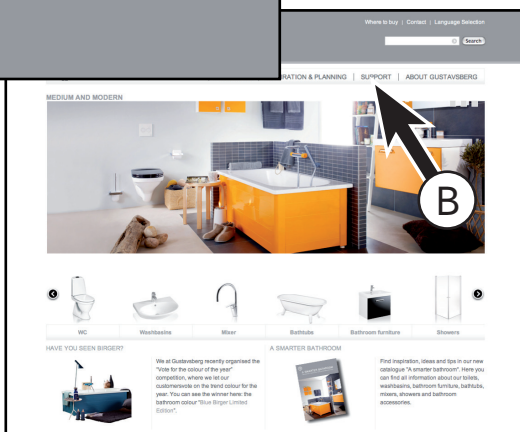 Where to buy | Contact | Language Selection
Search
RATION & PLANNING | SUPPORT | ABOUT GUSTAVSBERG
MEDIUM AND MODERN
B
WC
Washbasins
Mixer
Bathtubs
Bathroom furniture
Showers
HAVE YOU SEEN BIRGER?
We at Gustavsberg recently organised the
"Vote for the colour of the year"
competition, where we let our
customersvote on the trend colour for the
year. You can see the winner here: the
bathroom colour "Blue Birger Limited
Edition".
A SMARTER BATHROOM
Find inspiration, ideas and tips in our new
catalogue "A smarter bathroom". Here you
can find all information about our toilets,
washbasins, bathroom furniture, bathtubs,
mixers, showers and bathroom
accessories.